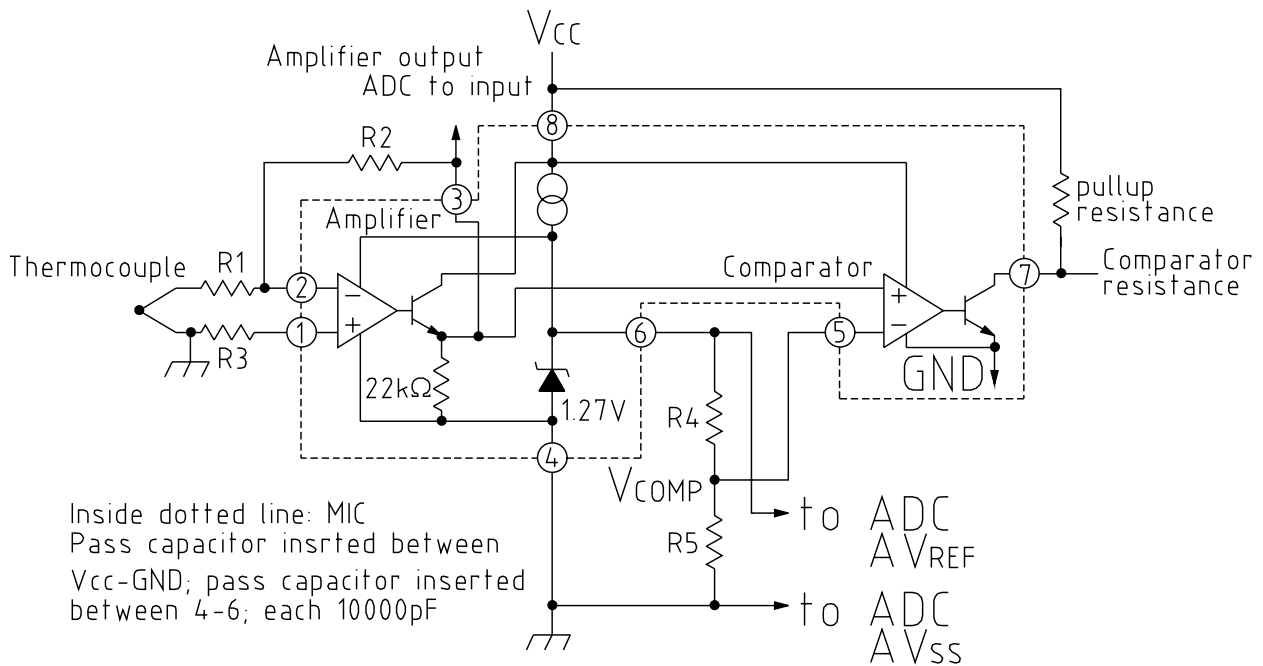 Vcc
Amplifier output
ADC to input
8
R2
3
pullup
resistance
Amplifier
Thermocouple
R1
2
−
1
+
R3
22kΩ
1.27V
4
Comparator
7
Comparator
resistance
+
−
6
5
GND
R4
VCOMP
R5
to ADC
A VREF
to ADC
A VSS
Inside dotted line: MIC
Pass capacitor insrted between
Vcc-GND; pass capacitor inserted
between 4-6; each 10000pF